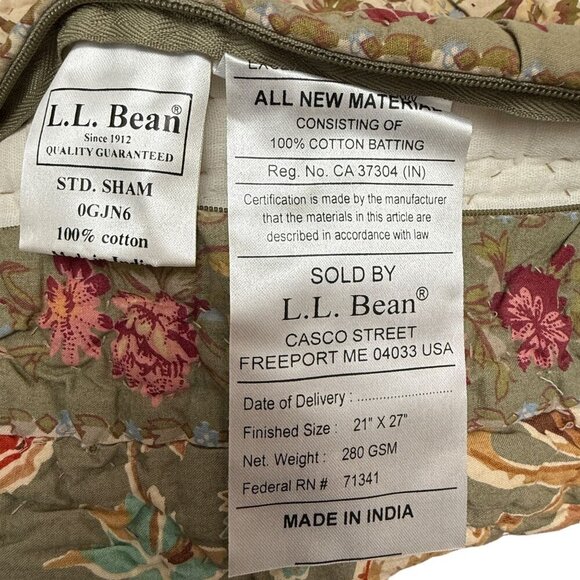 L.L. Bean®
Since 1912
QUALITY GUARANTEED
STD. SHAM
0GJN6
100% cotton
Made in India
ALL NEW MATERIAL
CONSISTING OF
100% COTTON BATTING
Reg. No. CA 37304 (IN)
Certification is made by the manufacturer
that the materials in this article are
described in accordance with law
SOLD BY
L.L. Bean®
CASCO STREET
FREEPORT ME 04033 USA
Date of Delivery : ........................
Finished Size : 21" X 27"
Net. Weight : 280 GSM
Federal RN # 71341
MADE IN INDIA